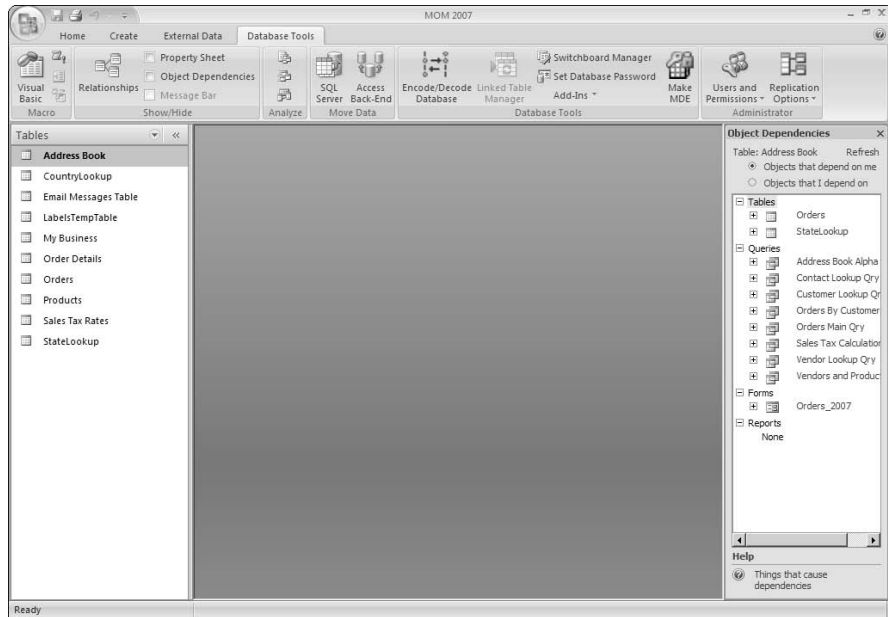 MOM 2007
Home Create External Data Database Tools
Visual Basic
Macro
Relationships
Property Sheet
Object Dependencies
Message Bar
Show/Hide
Analyze
SQL Server
Access Back-End
Move Data
Encode/Decode Database
Linked Table Manager
Switchboard Manager
Set Database Password
Add-Ins
Make MDE
Database Tools
Users and Permissions
Replication Options
Administrator
Tables
Address Book
CountryLookup
Email Messages Table
LabelsTempTable
My Business
Order Details
Orders
Products
Sales Tax Rates
StateLookup
Object Dependencies
Table: Address Book Refresh
Objects that depend on me
Objects that I depend on
Tables
Orders
StateLookup
Queries
Address Book Alpha
Contact Lookup Qry
Customer Lookup Qr
Orders By Customer
Orders Main Qry
Sales Tax Calculation
Vendor Lookup Qry
Vendors and Produc
Forms
Orders_2007
Reports
None
Help
Things that cause
dependencies
Ready